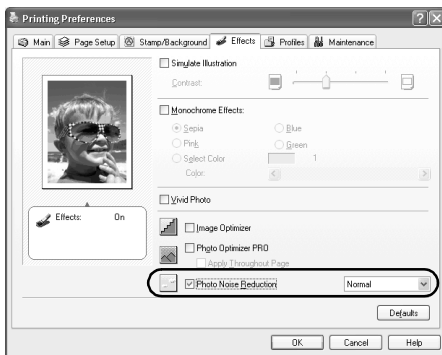 Printing Preferences
Main Page Setup Stamp/Background Effects Profiles Maintenance
Simulate Illustration
Contrast:
Monochrome Effects:
Sepia Blue
Pink Green
Select Color 1
Color:
Vivid Photo
Effects: On
Image Optimizer
Photo Optimizer PRO
Apply Throughout Page
Photo Noise Reduction Normal
Defaults
OK Cancel Help